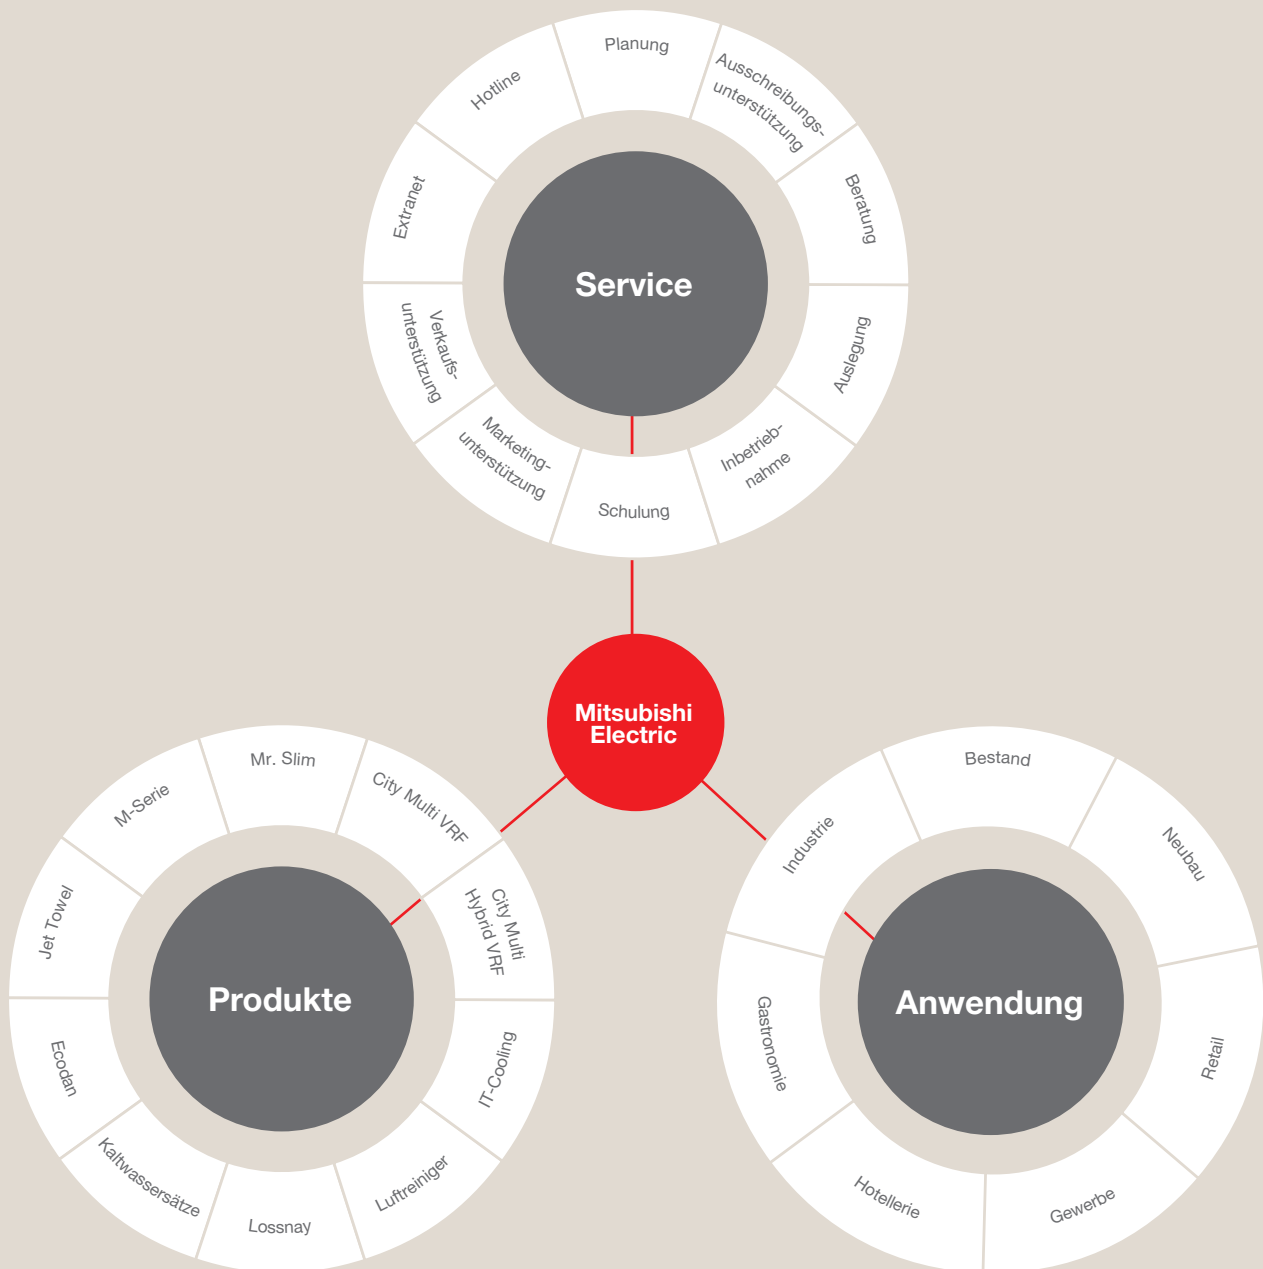 Planung
Ausschreibungs-
unterstützung
Beratung
Auslegung
Inbetrieb-
nahme
Schulung
Marketing-
unterstützung
Verkaufs-
unterstützung
Extranet
Hotline
Service
Mitsubishi
Electric
Mr. Slim
City Multi VRF
City Multi
Hybrid VRF
IT-Cooling
Luftreiniger
Lossnay
Kaltwassersätze
Ecodan
Jet Towel
M-Serie
Produkte
Bestand
Neubau
Retail
Gewerbe
Hotellerie
Gastronomie
Industrie
Anwendung